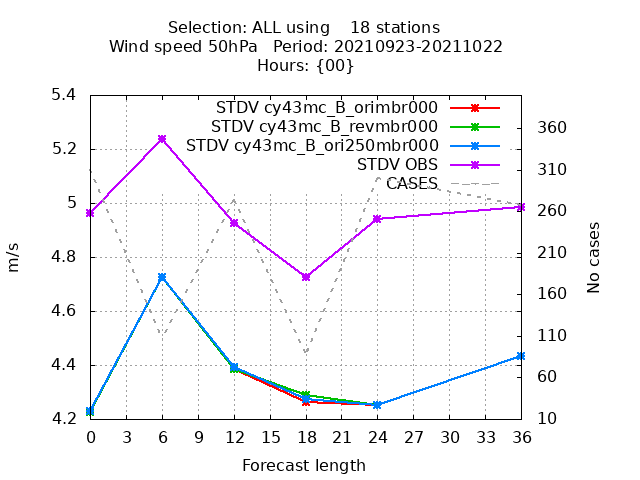 Selection: ALL using    18 stations
Wind speed 50hPa   Period: 20210923-20211022
Hours: {00}
STDV cy43mc_B_orimbr000
STDV cy43mc_B_revmbr000
STDV cy43mc_B_ori250mbr000
STDV OBS
CASES
5.4
5.2
5
4.8
4.6
4.4
4.2
m/s
360
310
260
210
160
110
60
10
No cases
0 3 6 9 12 15 18 21 24 27 30 33 36
Forecast length